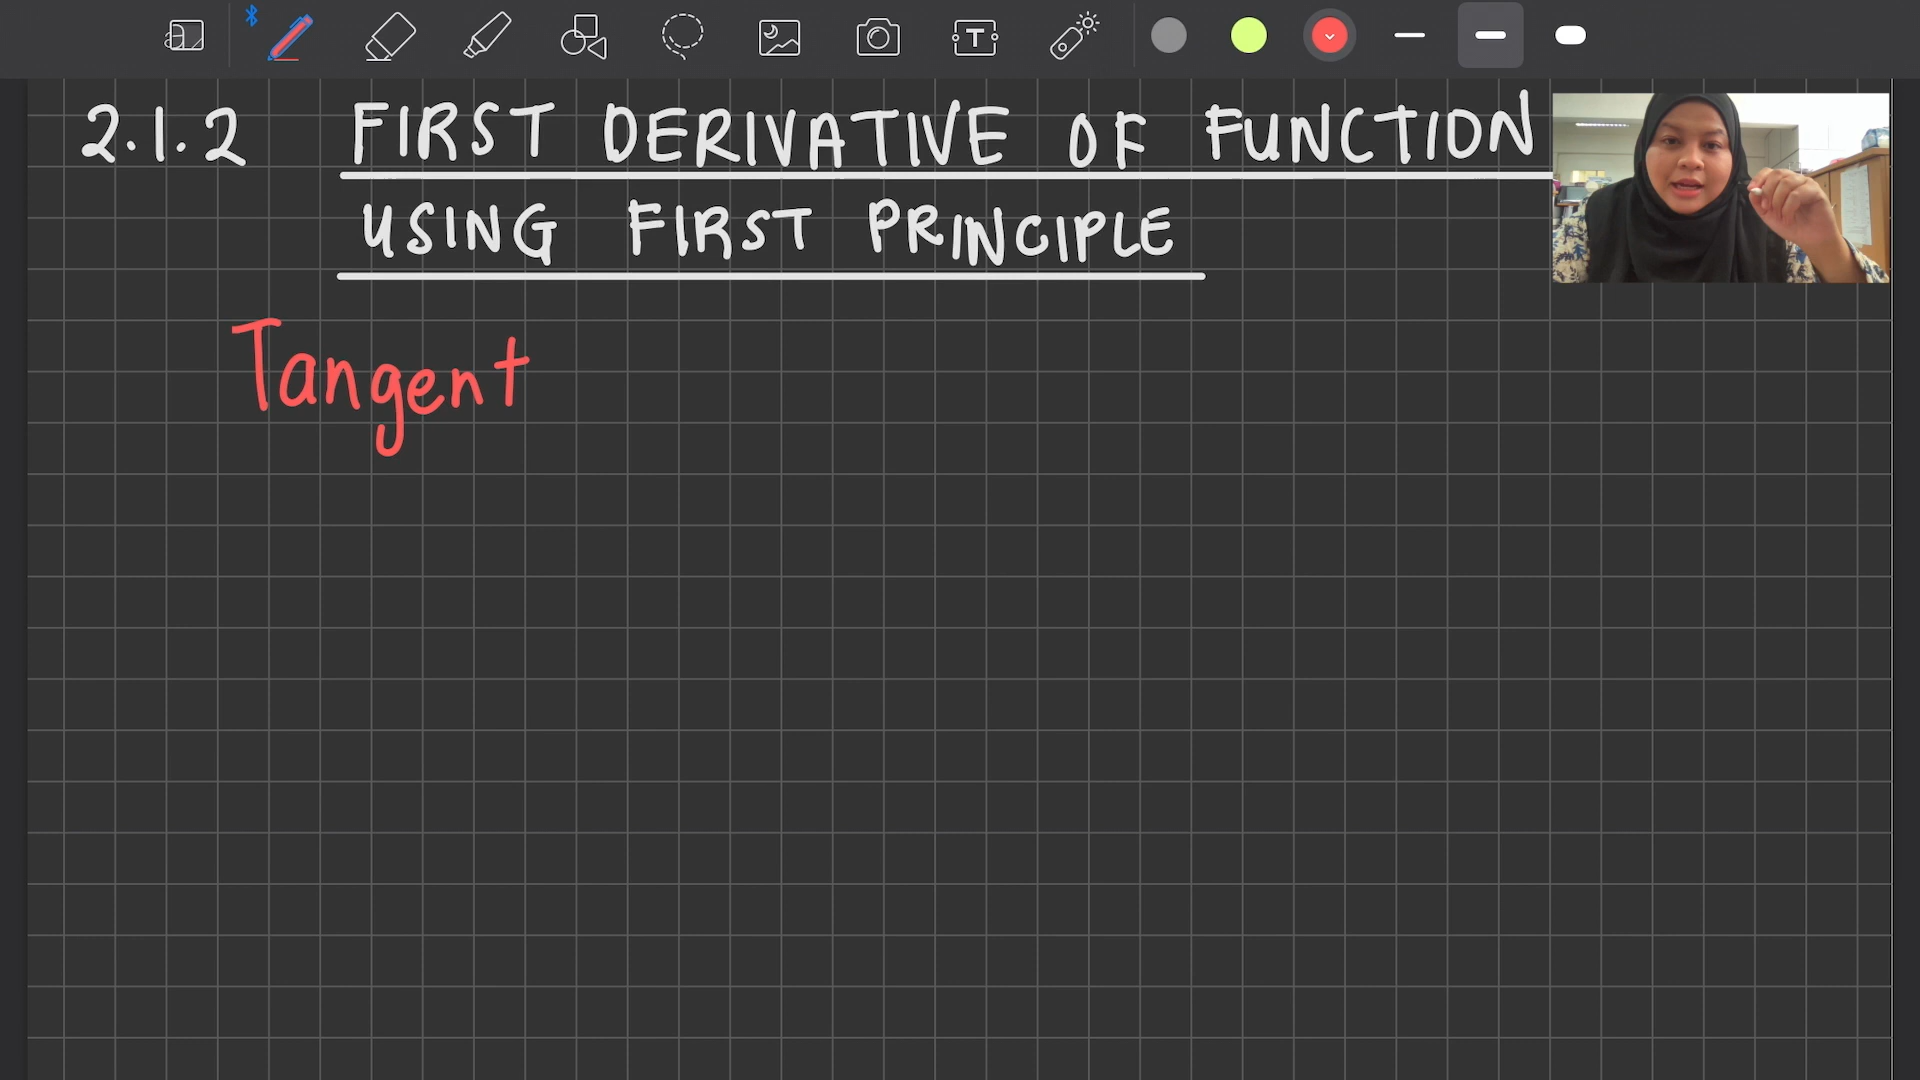 2.1.2 FIRST DERIVATIVE OF FUNCTION
USING FIRST PRINCIPLE
Tangent